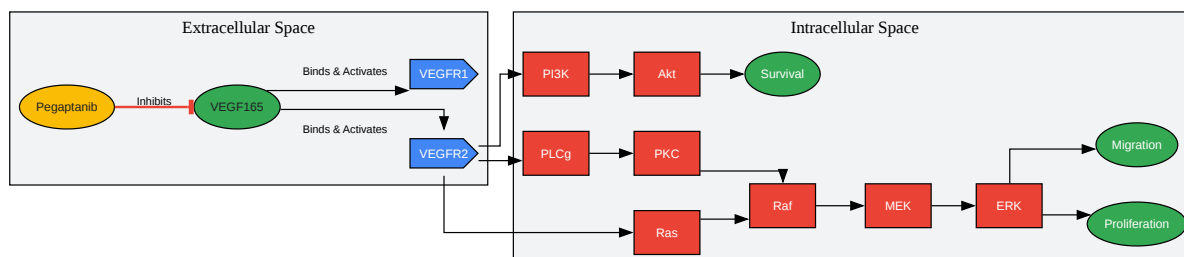 Extracellular Space
Intracellular Space
Binds & Activates
VEGFR1
PI3K
Akt
Survival
Pegaptanib
Inhibits
VEGF165
Binds & Activates
VEGFR2
PLCg
PKC
Migration
Raf
MEK
ERK
Ras
Proliferation